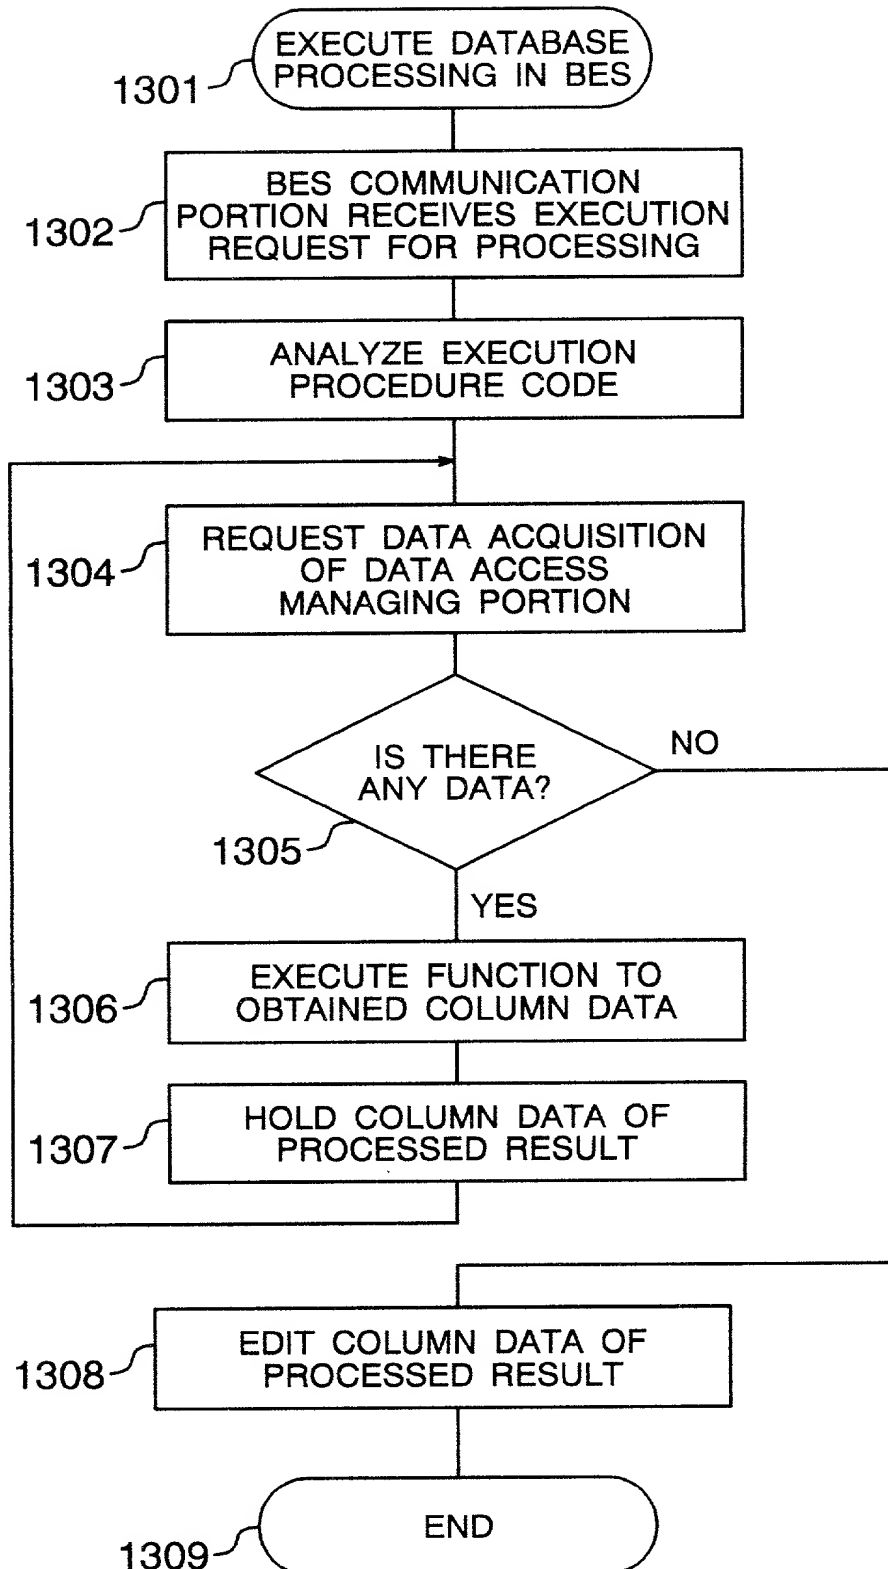 EXECUTE DATABASE
PROCESSING IN BES
1301
BES COMMUNICATION
PORTION RECEIVES EXECUTION
REQUEST FOR PROCESSING
1302
ANALYZE EXECUTION
PROCEDURE CODE
1303
REQUEST DATA ACQUISITION
OF DATA ACCESS
MANAGING PORTION
1304
IS THERE
ANY DATA?
NO
1305
YES
EXECUTE FUNCTION TO
OBTAINED COLUMN DATA
1306
HOLD COLUMN DATA OF
PROCESSED RESULT
1307
EDIT COLUMN DATA OF
PROCESSED RESULT
1308
END
1309